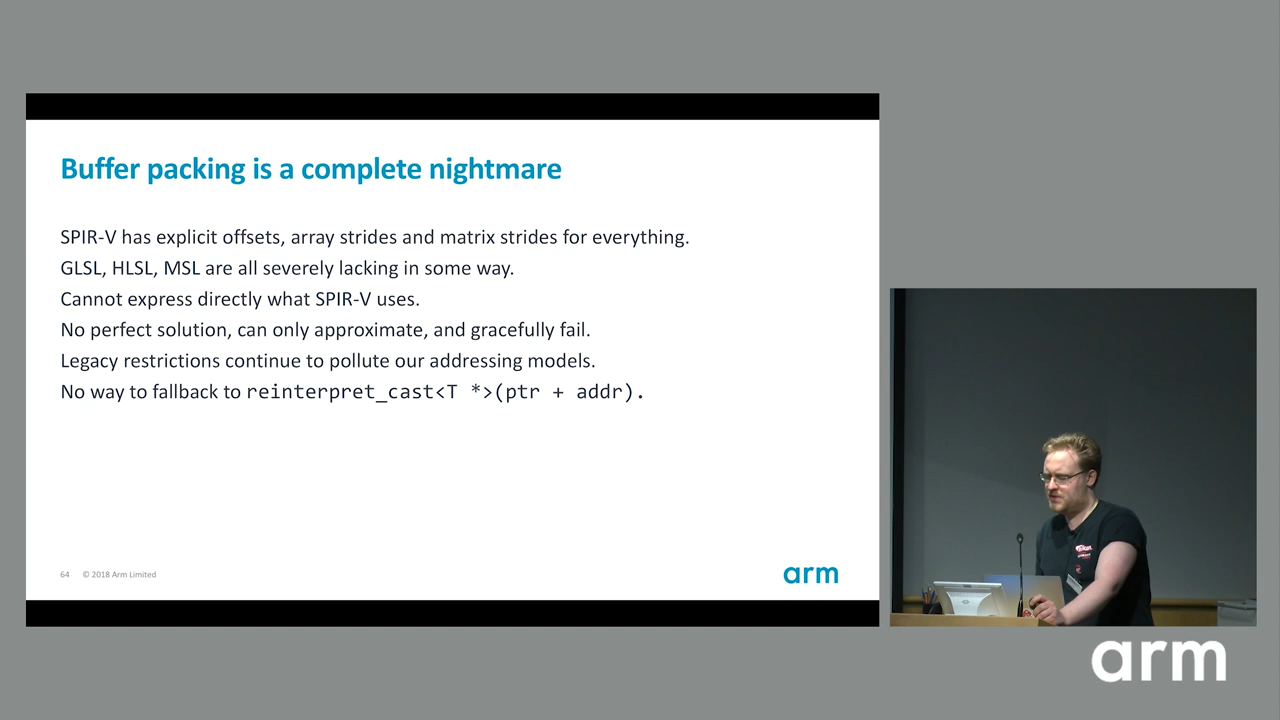 Buffer packing is a complete nightmare
SPIR-V has explicit offsets, array strides and matrix strides for everything.
GLSL, HLSL, MSL are all severely lacking in some way.
Cannot express directly what SPIR-V uses.
No perfect solution, can only approximate, and gracefully fail.
Legacy restrictions continue to pollute our addressing models.
No way to fallback to reinterpret_cast<T *>(ptr + addr).
64 © 2018 Arm Limited
arm
arm